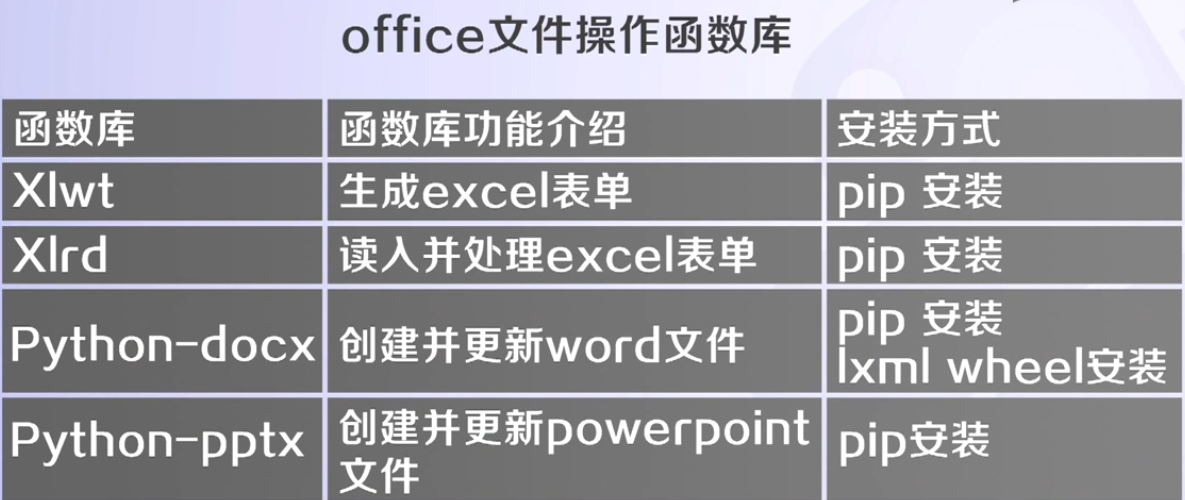 office文件操作函数库
函数库 函数库功能介绍 安装方式
Xlwt 生成excel表单 pip 安装
Xlrd 读入并处理excel表单 pip 安装
Python-docx 创建并更新word文件 pip 安装
lxml wheel安装
Python-pptx 创建并更新powerpoint
文件 pip安装